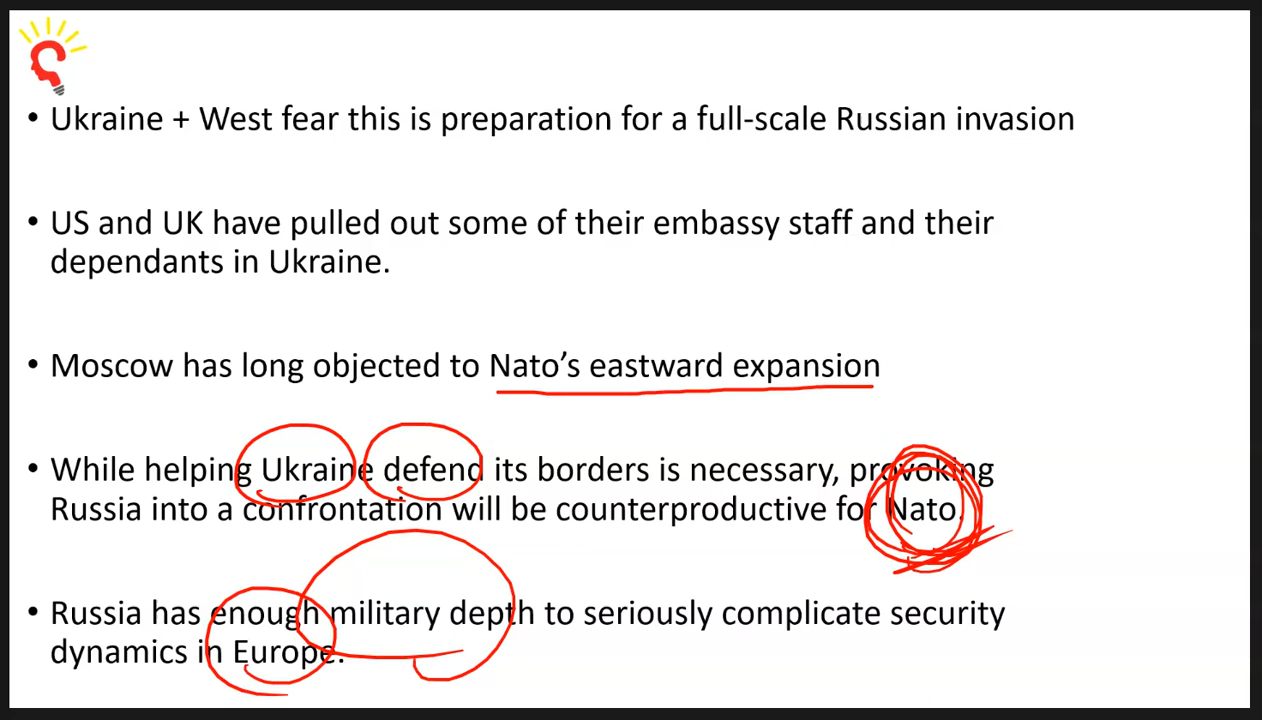 • Ukraine + West fear this is preparation for a full-scale Russian invasion
• US and UK have pulled out some of their embassy staff and their
dependants in Ukraine.
• Moscow has long objected to Nato’s eastward expansion
• While helping Ukraine defend its borders is necessary, provoking
Russia into a confrontation will be counterproductive for Nato.
• Russia has enough military depth to seriously complicate security
dynamics in Europe.